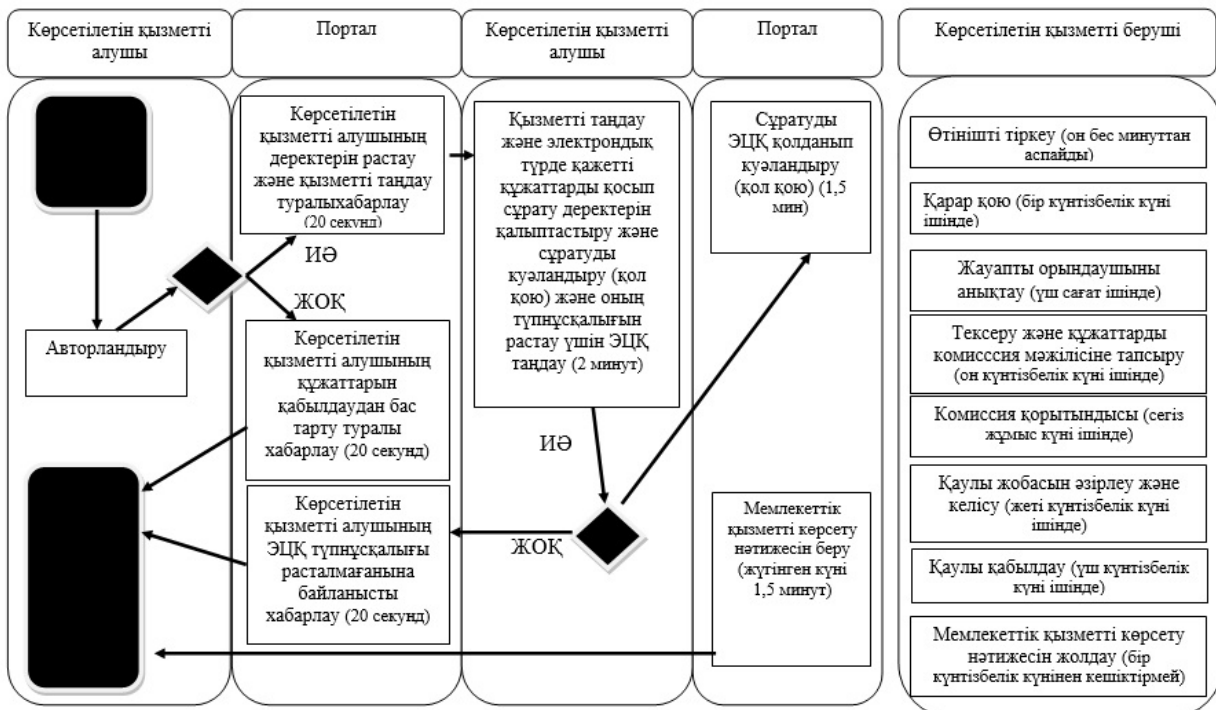 Көрсетілетін қызметті
алушы
Портал
Көрсетілетін қызметті
алушы
Портал
Көрсетілетін қызметті беруші
Авторландыру
Көрсетілетін
қызметті алушының
деректерін растау
және қызметті таңдау
туралыхабарлау
(20 секунд)
ИӘ
ЖОҚ
Көрсетілетін
қызметті алушының
құжаттарын
қабылдаудан бас
тарту туралы
хабарлау (20 секунд)
Көрсетілетін
қызметті алушының
ЭЦҚ түпнұсқалығы
расталмағанына
байланысты
хабарлау (20 секунд)
Қызметті таңдау
және электрондық
түрде қажетті
құжаттарды қосып
сұрату деректерін
қалыптастыру және
сұратуды
куәландыру (қол
қою) және оның
түпнұсқалығын
растау үшін ЭЦҚ
таңдау (2 минут)
ИӘ
ЖОҚ
Сұратуды
ЭЦҚ қолданып
куәландыру
(қол қою) (1,5
мин)
Мемлекеттік
қызметті көрсету
нәтижесін беру
(жүгінген күні
1,5 минут)
Өтінішті тіркеу (он бес минуттан
аспайды)
Қарар қою (бір күнтізбелік күні
ішінде)
Жауапты орындаушыны
анықтау (үш сағат ішінде)
Тексеру және құжаттарды
комисссия мәжілісіне тапсыру
(он күнтізбелік күні ішінде)
Комиссия қорытындысы (сегіз
жұмыс күні ішінде)
Қаулы жобасын әзірлеу және
келісу (жеті күнтізбелік күні
ішінде)
Қаулы қабылдау (үш күнтізбелік
күні ішінде)
Мемлекеттік қызметті көрсету
нәтижесін жолдау (бір
күнтізбелік күнінен кешіктірмей)